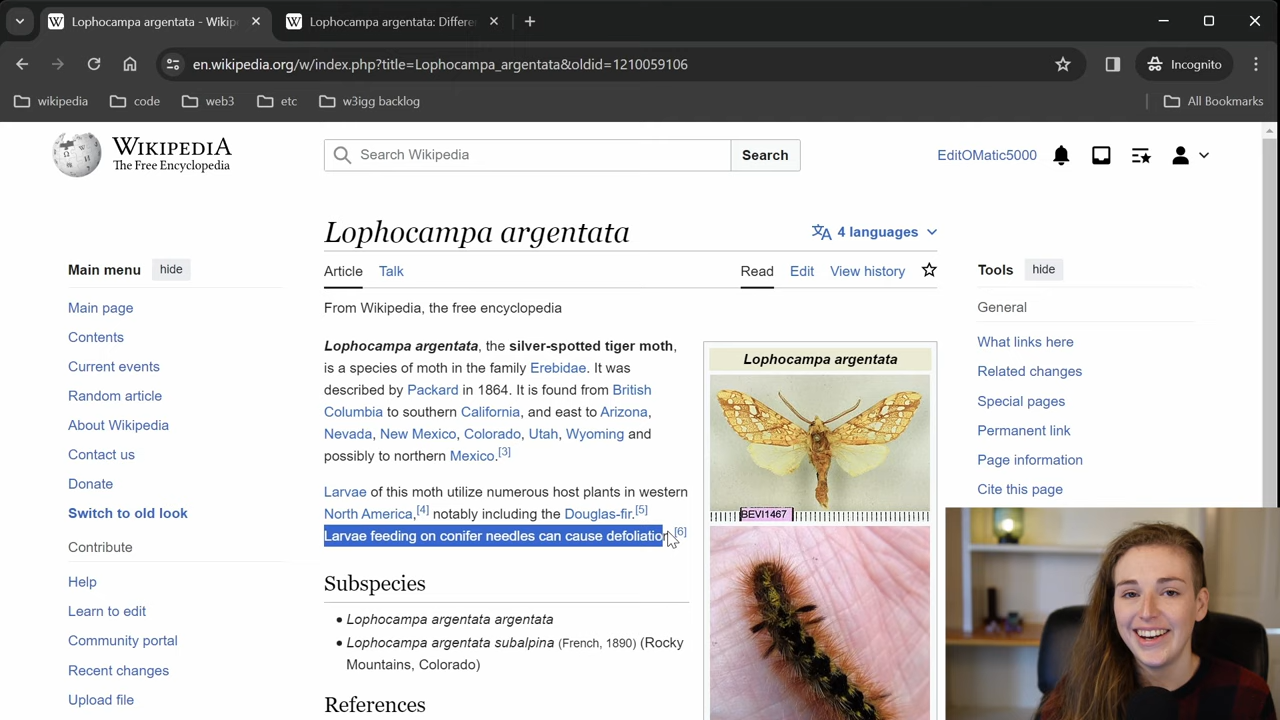 Lophocampa argentata - Wikip
Lophocampa argentata: Differe
en.wikipedia.org/w/index.php?title=Lophocampa_argentata&oldid=1210059106
Incognito
wikipedia
code
web3
etc
w3igg backlog
All Bookmarks
WIKIPEDIA
The Free Encyclopedia
Search Wikipedia
Search
EditOMatic5000
Lophocampa argentata
4 languages
Main menu
hide
Article
Talk
Read
Edit
View history
Tools
hide
Main page
Contents
Current events
Random article
About Wikipedia
Contact us
Donate
Switch to old look
Contribute
Help
Learn to edit
Community portal
Recent changes
Upload file
From Wikipedia, the free encyclopedia
Lophocampa argentata, the silver-spotted tiger moth,
is a species of moth in the family Erebidae. It was
described by Packard in 1864. It is found from British
Columbia to southern California, and east to Arizona,
Nevada, New Mexico, Colorado, Utah, Wyoming and
possibly to northern Mexico.[3]
Larvae of this moth utilize numerous host plants in western
North America,[4] notably including the Douglas-fir.[5]
Larvae feeding on conifer needles can cause defoliation.[6]
Subspecies
• Lophocampa argentata argentata
• Lophocampa argentata subalpina (French, 1890) (Rocky
Mountains, Colorado)
References
Lophocampa argentata
BEVI1467
General
What links here
Related changes
Special pages
Permanent link
Page information
Cite this page